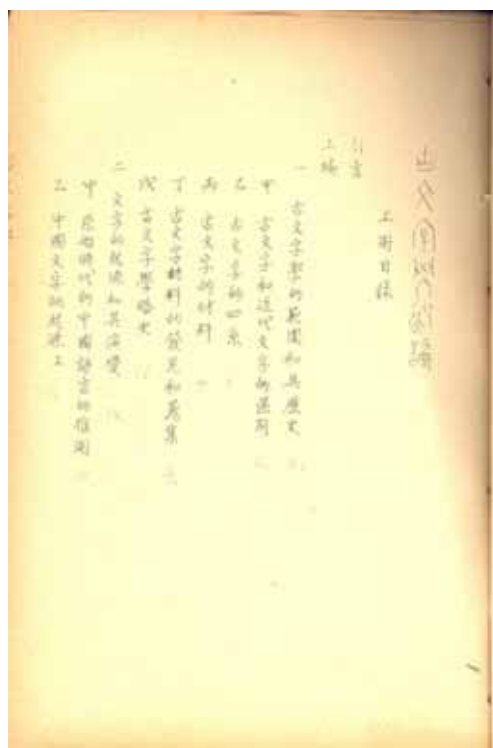 古文字學導論
上冊目錄
引言
上編
一 古文字學的範圍和其歷史
甲 古文字和近代文字的區別
乙 古文字的四系
丙 古文字的材料
丁 古文字材料的發見和蒐集
戊 古文字學略史
二 文字的起源和其演變
甲 原始時代的中國語言的推測
乙 中國文字的起源上